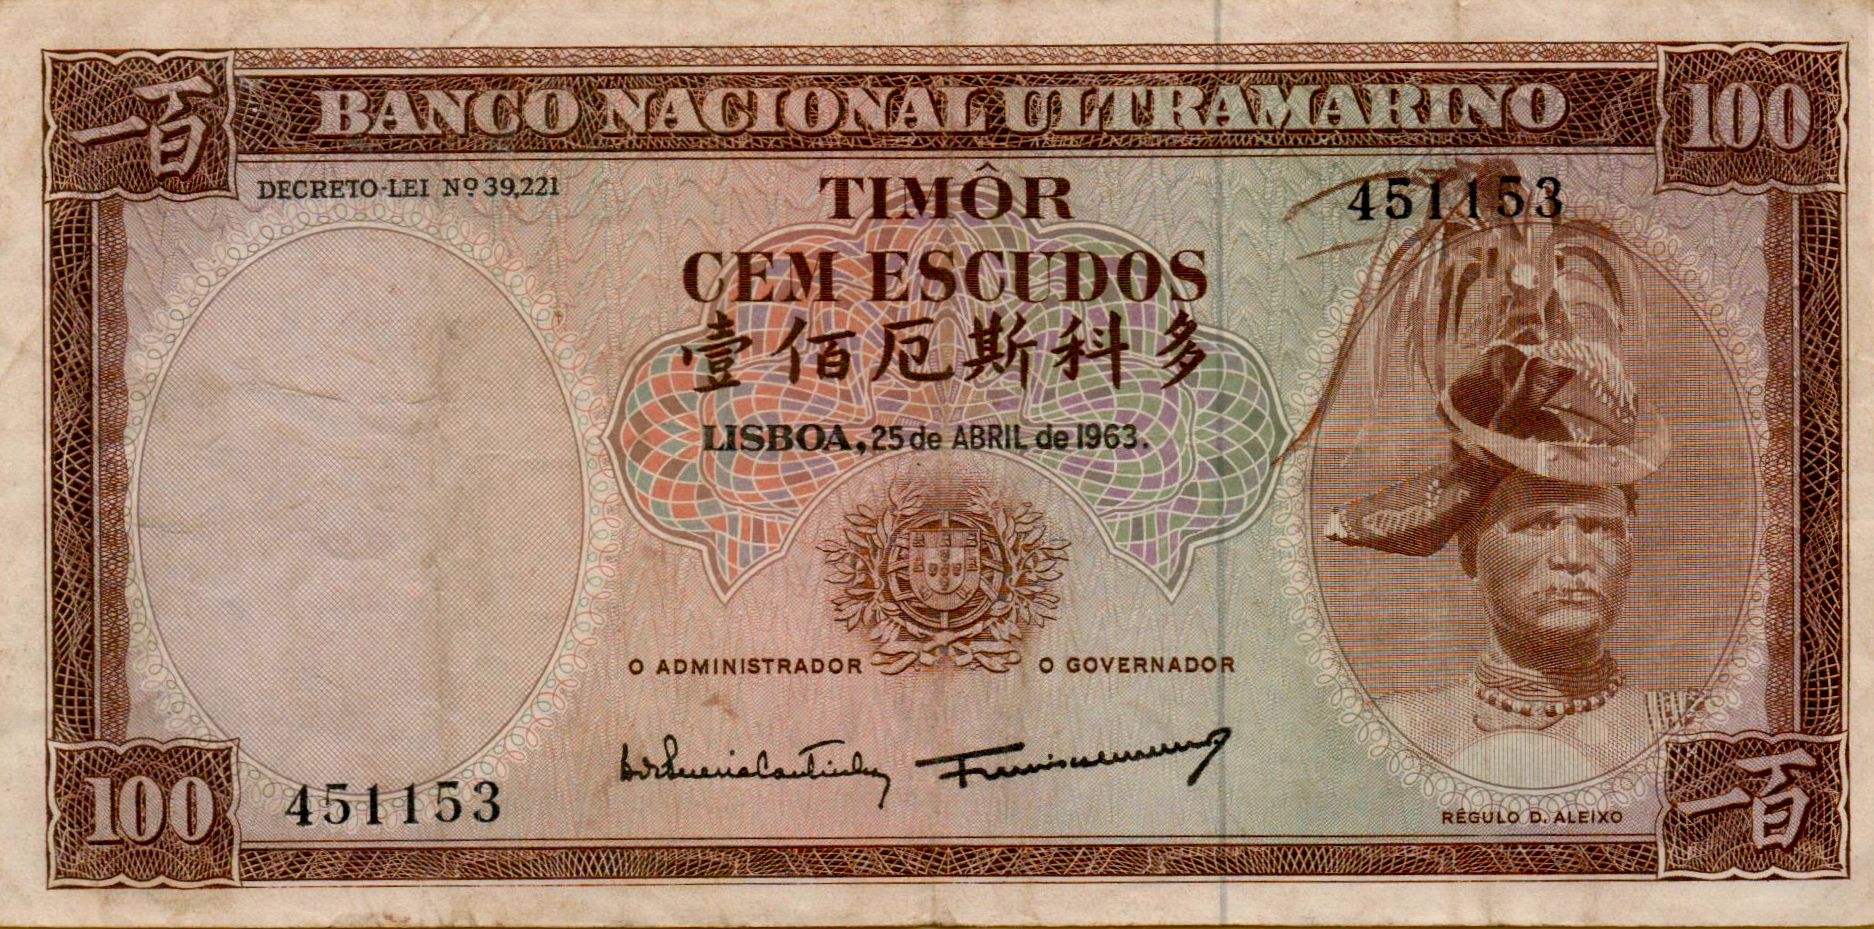 一百
BANCO NACIONAL ULTRAMARINO
100
DECRETO-LEI Nº 39,221
TIMÔR
451153
CEM ESCUDOS
壹佰厄斯科多
LISBOA, 25 de ABRIL de 1963.
O ADMINISTRADOR
O GOVERNADOR
100
451153
RÉGULO D. ALEIXO
一百